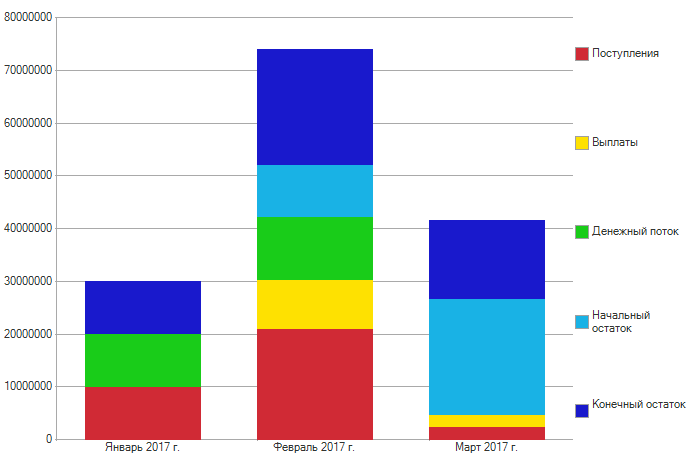 80000000
70000000
60000000
50000000
40000000
30000000
20000000
10000000
0
Январь 2017 г.
Февраль 2017 г.
Март 2017 г.
Поступления
Выплаты
Денежный поток
Начальный
остаток
Конечный остаток